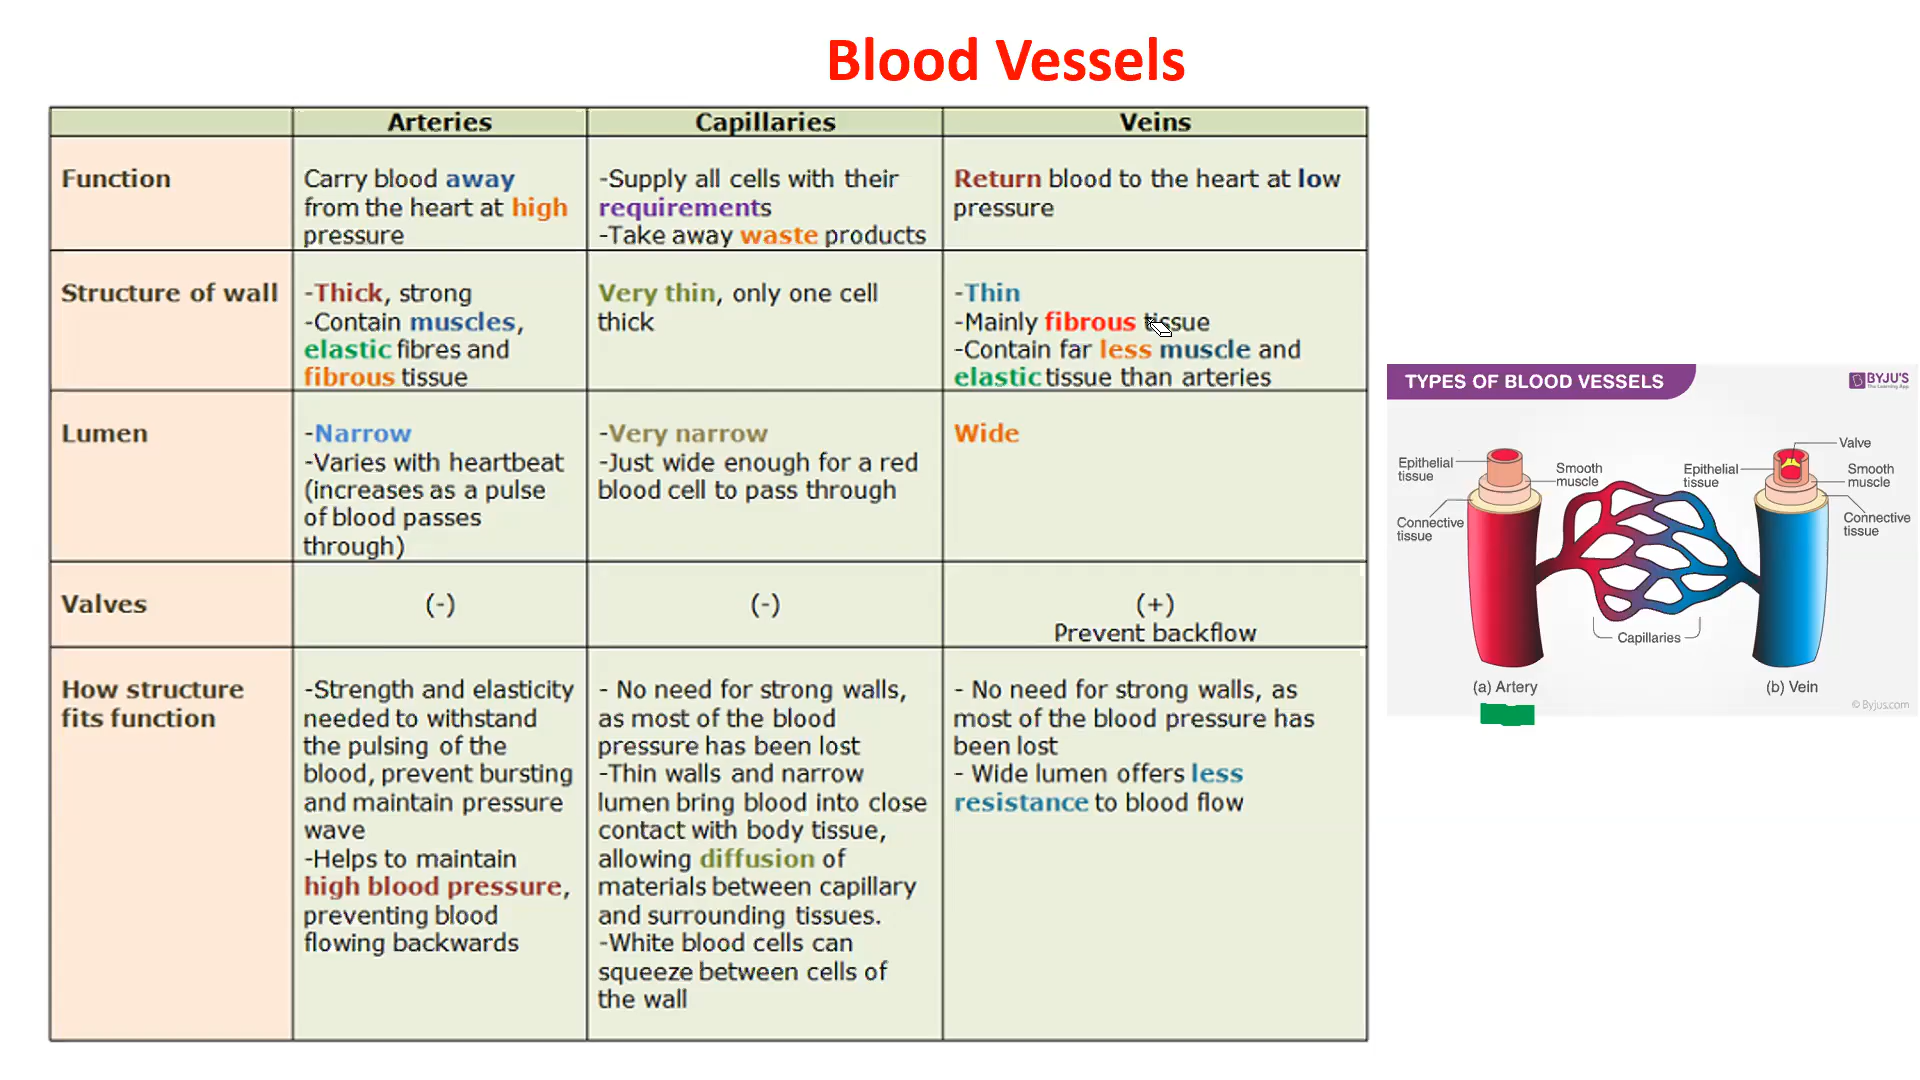 Blood Vessels
Arteries
Capillaries
Veins
Function
Carry blood away
from the heart at high
pressure
-Supply all cells with their
requirements
-Take away waste products
Return blood to the heart at low
pressure
Structure of wall
-Thick, strong
-Contain muscles,
elastic fibres and
fibrous tissue
Very thin, only one cell
thick
-Thin
-Mainly fibrous tissue
-Contain far less muscle and
elastic tissue than arteries
Lumen
-Narrow
-Varies with heartbeat
(increases as a pulse
of blood passes
through)
-Very narrow
-Just wide enough for a red
blood cell to pass through
Wide
Valves
(-)
(-)
(+)
Prevent backflow
How structure
fits function
-Strength and elasticity
needed to withstand
the pulsing of the
blood, prevent bursting
and maintain pressure
wave
-Helps to maintain
high blood pressure,
preventing blood
flowing backwards
- No need for strong walls,
as most of the blood
pressure has been lost
-Thin walls and narrow
lumen bring blood into close
contact with body tissue,
allowing diffusion of
materials between capillary
and surrounding tissues.
-White blood cells can
squeeze between cells of
the wall
- No need for strong walls, as
most of the blood pressure has
been lost
- Wide lumen offers less
resistance to blood flow
TYPES OF BLOOD VESSELS
BYJU'S
The Learning App
Epithelial
tissue
Smooth
muscle
Connective
tissue
Epithelial
tissue
Valve
Smooth
muscle
Connective
tissue
Capillaries
(a) Artery
(b) Vein
© Byjus.com